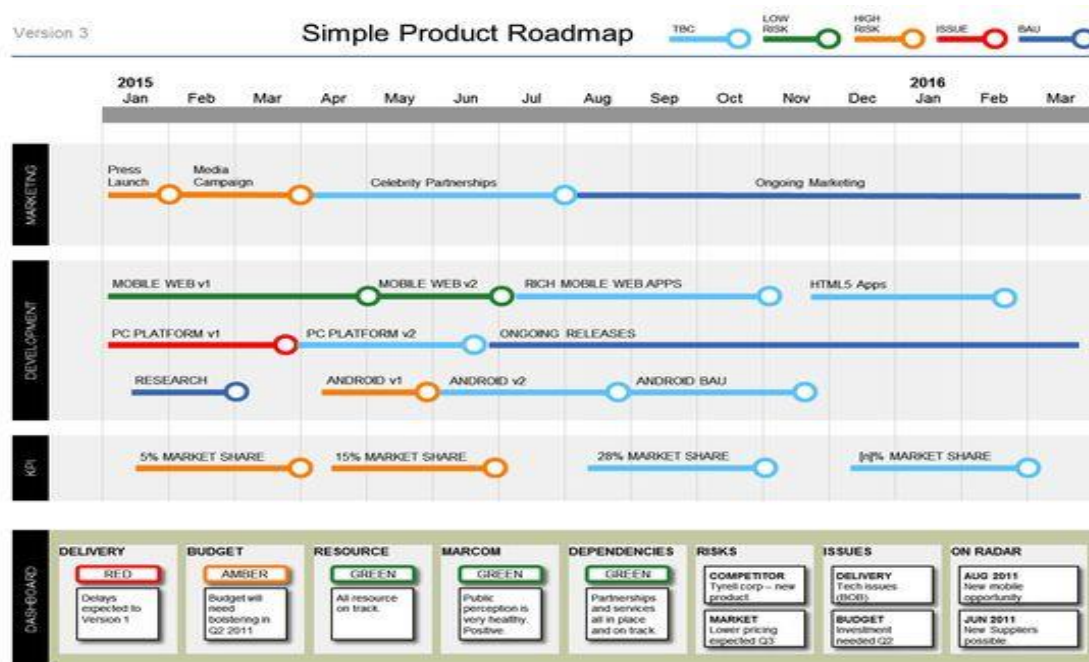 Version 3
Simple Product Roadmap
TBC
LOW
RISK
HIGH
RISK
ISSUE
BAU
2015
2016
Jan Feb Mar Apr May Jun Jul Aug Sep Oct Nov Dec Jan Feb Mar
MARKETING
Press
Launch
Media
Campaign
Celebrity Partnerships
Ongoing Marketing
DEVELOPMENT
MOBILE WEB v1
MOBILE WEB v2
RICH MOBILE WEB APPS
HTML5 Apps
PC PLATFORM v1
PC PLATFORM v2
ONGOING RELEASES
RESEARCH
ANDROID v1
ANDROID v2
ANDROID BAU
KPI
5% MARKET SHARE
15% MARKET SHARE
28% MARKET SHARE
[n]% MARKET SHARE
DASHBOARD
DELIVERY
RED
Delays
expected to
Version 1
BUDGET
AMBER
Budget will
need
bolstering in
Q2 2011
RESOURCE
GREEN
All resource
on track.
MARCOM
GREEN
Public
perception is
very healthy.
Positive.
DEPENDENCIES
GREEN
Partnerships
and services
all in place
and on track
RISKS
COMPETITOR
Tyrell corp – new
product
MARKET
Lower pricing
expected Q3
ISSUES
DELIVERY
Tech issues
(BOB)
BUDGET
Investment
needed Q2
ON RADAR
AUG 2011
New mobile
opportunity
JUN 2011
New Suppliers
possible